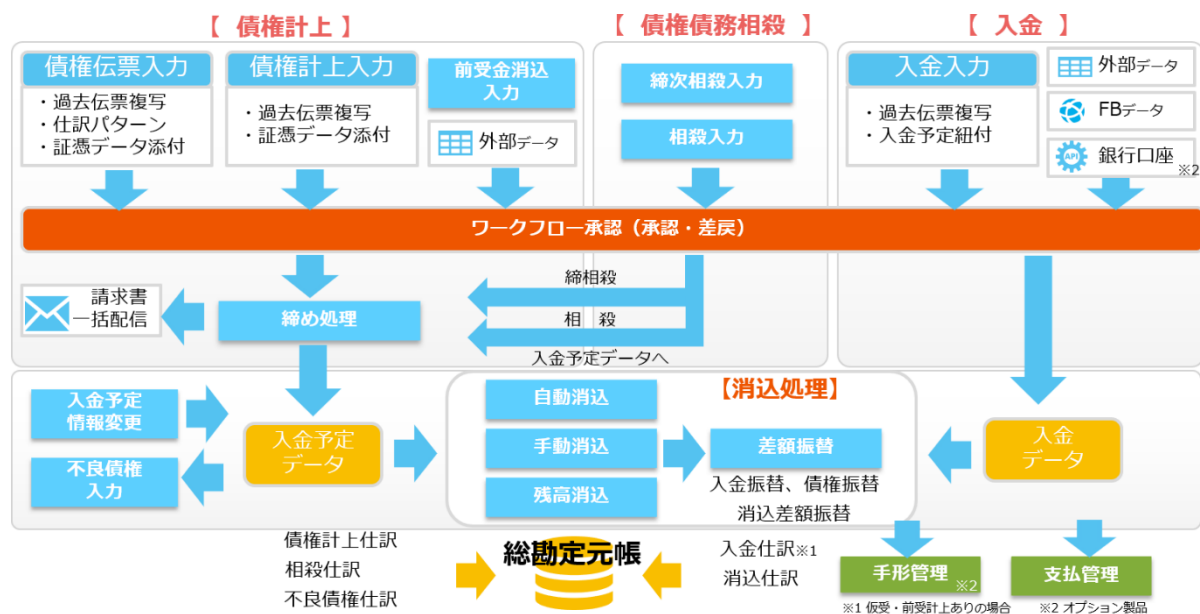 【 債権計上 】
【 債権債務相殺 】
【 入金 】
債権伝票入力
・過去伝票複写
・仕訳パターン
・証憑データ添付
債権計上入力
・過去伝票複写
・証憑データ添付
前受金消込
入力
外部データ
締次相殺入力
相殺入力
入金入力
・過去伝票複写
・入金予定紐付
外部データ
FBデータ
API
銀行口座
※2
ワークフロー承認（承認・差戻）
請求書
一括配信
締め処理
締相殺
相 殺
入金予定データへ
入金予定
情報変更
不良債権
入力
入金予定
データ
【消込処理】
自動消込
手動消込
残高消込
差額振替
入金振替、債権振替
消込差額振替
入金
データ
債権計上仕訳
相殺仕訳
不良債権仕訳
総勘定元帳
入金仕訳※1
消込仕訳
手形管理
※2
支払管理
※1 仮受・前受計上ありの場合
※2 オプション製品